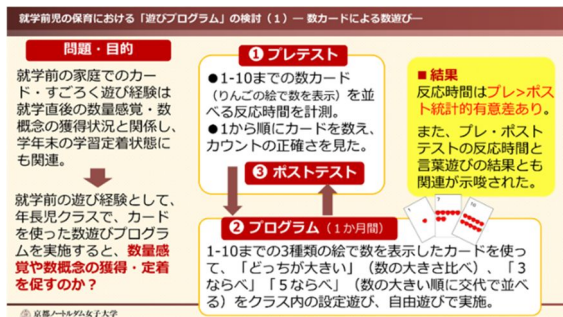 就学前児の保育における「遊びプログラム」の検討（１）― 数カードによる数遊び―
問題・目的
就学前の家庭でのカー
ド・すごろく遊び経験は
就学直後の数量感覚・数
概念の獲得状況と関係し、
学年末の学習定着状態に
も関連。
就学前の遊び経験として、
年長児クラスで、カード
を使った数遊びプログラ
ムを実施すると、数量感
覚や数概念の獲得・定着
を促すのか？
❶ プレテスト
●1-10までの数カード
（りんごの絵で数を表示）を並
べる反応時間を計測。
●１から順にカードを数え、
カウントの正確さを見た。
❸ ポストテスト
❷ プログラム（１か月間）
1-10までの3種類の絵で数を表示したカードを使っ
て、「どっちが大きい」（数の大きさ比べ）、「３
ならべ」「５ならべ」（数の大きい順に交代で並べ
る）をクラス内の設定遊び、自由遊びで実施。
■ 結果
反応時間はプレ>ポス
ト統計的有意差あり。
また、プレ・ポスト
テストの反応時間と
言葉遊びの結果とも
関連が示唆された。
1
10
京都ノートルダム女子大学